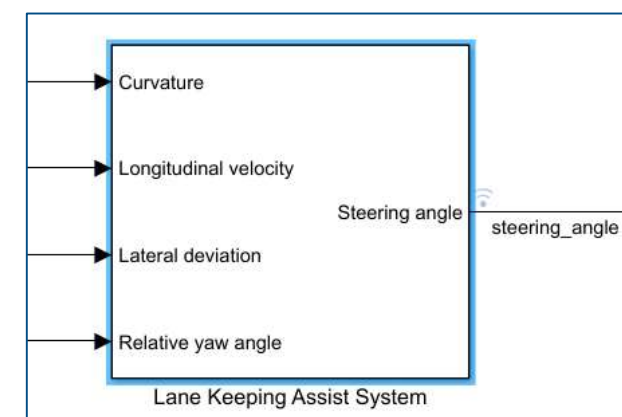 Curvature
Longitudinal velocity
Steering angle
steering_angle
Lateral deviation
Relative yaw angle
Lane Keeping Assist System